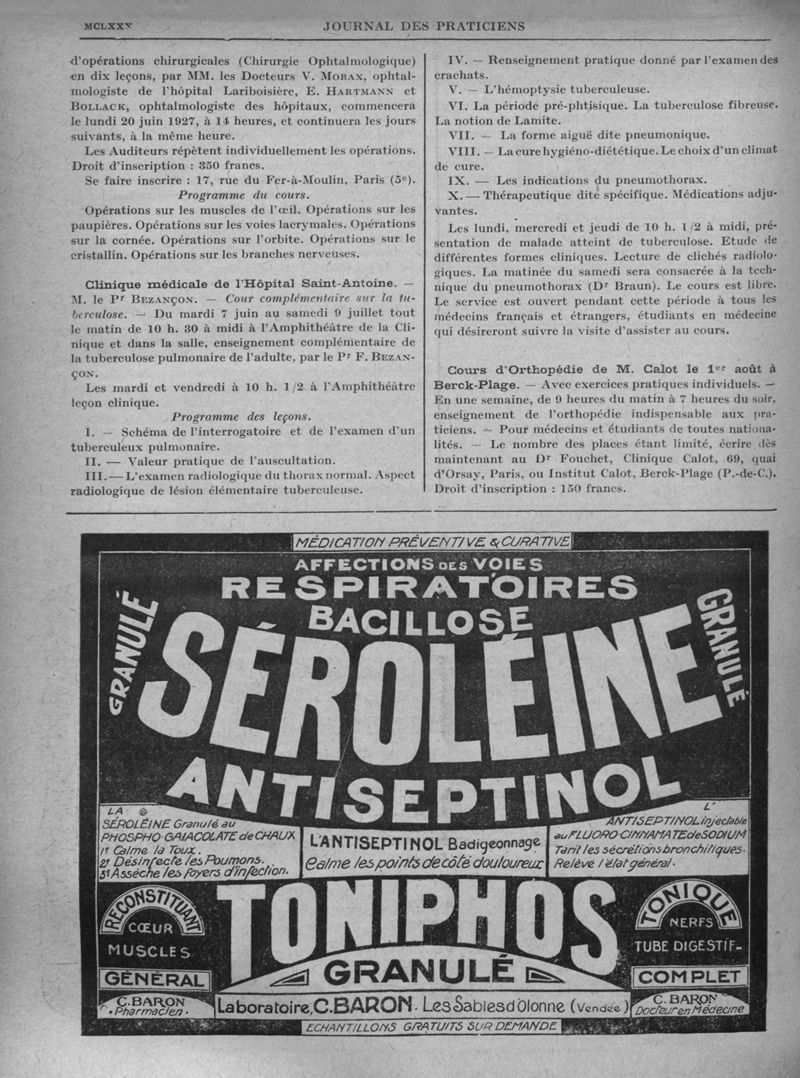 MCLXXV
JOURNAL DES PRATICIENS
d'opérations chirurgicales (Chirurgie Ophtalmologique)
en dix leçons, par MM. les Docteurs V. MORAX, ophtal-
mologiste de l'hôpital Lariboisière, E. HARTMANN et
BOLLACK, ophtalmologiste des hôpitaux, commencera
le lundi 20 juin 1927, à 14 heures, et continuera les jours
suivants, à la même heure.
Les Auditeurs répètent individuellement les opérations.
Droit d'inscription : 350 francs.
Se faire inscrire : 17, rue du Fer-à-Moulin, Paris (5e).
Programme du cours.
Opérations sur les muscles de l'œil. Opérations sur les
paupières. Opérations sur les voies lacrymales. Opérations
sur la cornée. Opérations sur l'orbite. Opérations sur le
cristallin. Opérations sur les branches nerveuses.
Clinique médicale de l'Hôpital Saint-Antoine. —
M. le Pr BEZANÇON. — Cour complémentaire sur la tu-
berculose. — Du mardi 7 juin au samedi 9 juillet tout
le matin de 10 h. 30 à midi à l'Amphithéâtre de la Cli-
nique et dans la salle, enseignement complémentaire de
la tuberculose pulmonaire de l'adulte, par le Pr F. BEZAN-
ÇON.
Les mardi et vendredi à 10 h. 1/2 à l'Amphithéâtre
leçon clinique.
Programme des leçons.
I. — Schéma de l'interrogatoire et de l'examen d'un
tuberculeux pulmonaire.
II. — Valeur pratique de l'auscultation.
III. — L'examen radiologique du thorax normal. Aspect
radiologique de lésion élémentaire tuberculeuse.
IV. — Renseignement pratique donné par l'examen des
crachats.
V. — L'hémoptysie tuberculeuse.
VI. La période pré-phtjsique. La tuberculose fibreuse.
La notion de Lamite.
VII. — La forme aiguë dite pneumonique.
VIII. — La cure hygiéno-diététique. Le choix d'un climat
de cure.
IX. — Les indications du pneumothorax.
X. — Thérapeutique dite spécifique. Médications adju-
vantes.
Les lundi, mercredi et jeudi de 10 h. 1/2 à midi, pré-
sentation de malade atteint de tuberculose. Etude de
différentes formes cliniques. Lecture de clichés radiolo-
giques. La matinée du samedi sera consacrée à la tech-
nique du pneumothorax (Dr Braun). Le cours est libre.
Le service est ouvert pendant cette période à tous les
médecins français et étrangers, étudiants en médecine
qui désireront suivre la visite d'assister au cours.
Cours d'Orthopédie de M. Calot le 1er août à
Berck-Plage. — Avec exercices pratiques individuels. —
En une semaine, de 9 heures du matin à 7 heures du soir,
enseignement de l'orthopédie indispensable aux pra-
ticiens. — Pour médecins et étudiants de toutes nationa-
lités. — Le nombre des places étant limité, écrire dès
maintenant au Dr Fouchet, Clinique Calot, 69, quai
d'Orsay, Paris, ou Institut Calot, Berck-Plage (P.-de-C.).
Droit d'inscription : 150 francs.
MÉDICATION PRÉVENTIVE & CURATIVE
AFFECTIONS DES VOIES
RESPIRATOIRES
BACILLOSE
GRANULÉ
SÉROLÉINE
GRANULÉ
ANTISEPTINOL
LA
SÉROLÉINE Granulé au
PHOSPHO-GAIACOLATE de CHAUX
1t Calme la Toux.
2t Désinfecte les Poumons.
3t Assèche les foyers d'infection.
L'ANTISEPTINOL Badigeonnage
Calme les points de côté douloureux
L'
ANTISEPTINOL injectable
au FLUORO-CINNAMATE de SODIUM
Tarit les sécrétions bronchitiques.
Relève l'état général.
RECONSTITUANT
CŒUR
MUSCLES
GÉNÉRAL
TONIPHOS
GRANULÉ
TONIQUE
NERFS
TUBE DIGESTIF-
COMPLET
C. BARON
Pharmacien
Laboratoire, C. BARON. Les Sables d'Olonne (Vendée)
C. BARON
Docteur en Médecine
ECHANTILLONS GRATUITS SUR DEMANDE